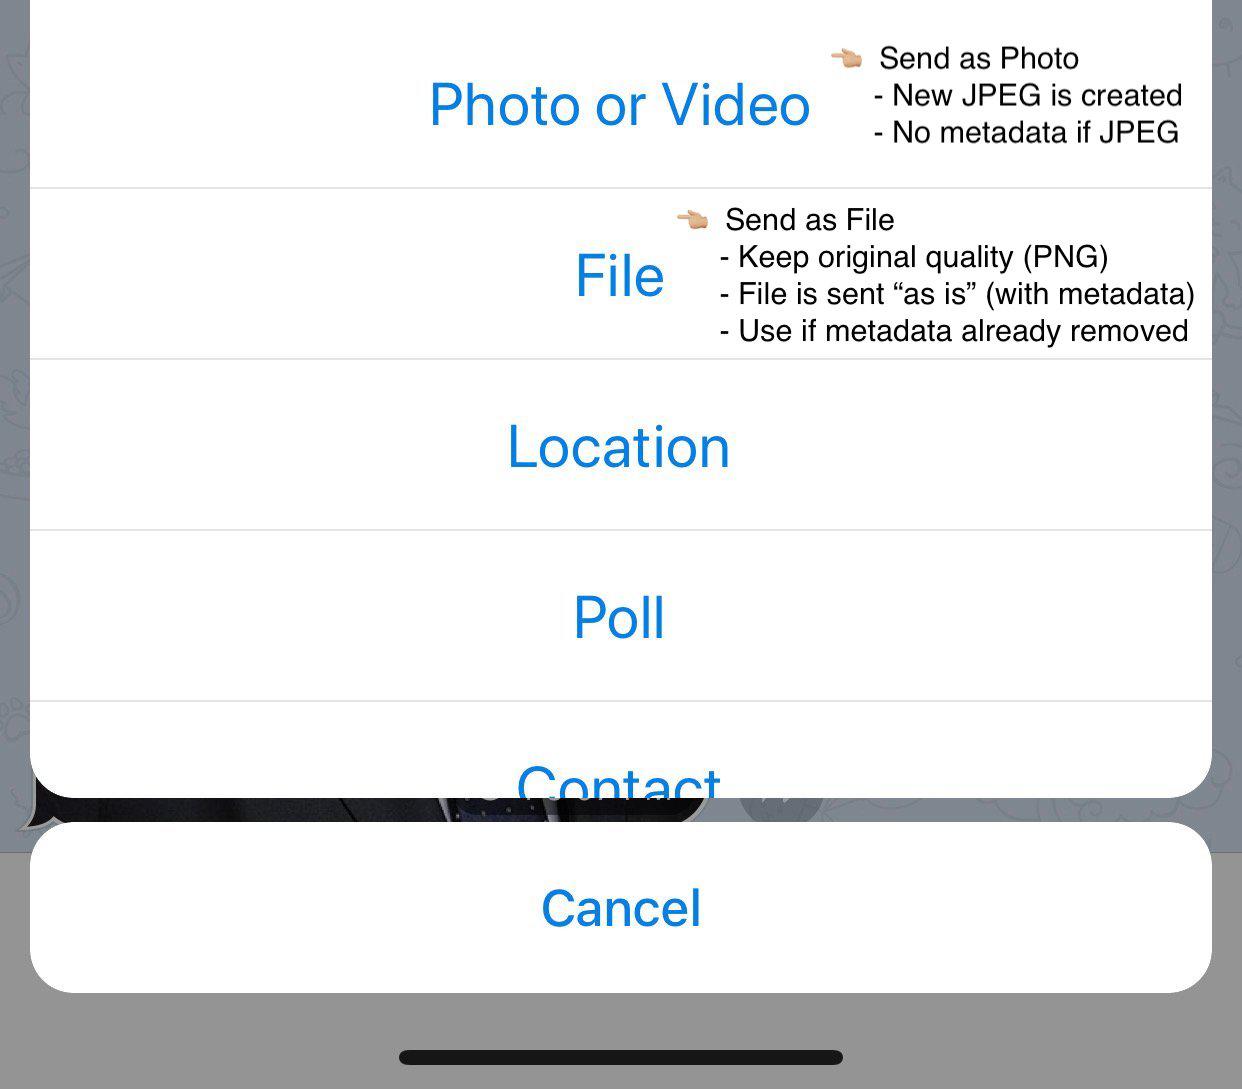 Send as Photo
Photo or Video
- New JPEG is created
- No metadata if JPEG
Send as File
File
- Keep original quality (PNG)
- File is sent “as is” (with metadata)
- Use if metadata already removed
Location
Poll
Contact
Cancel